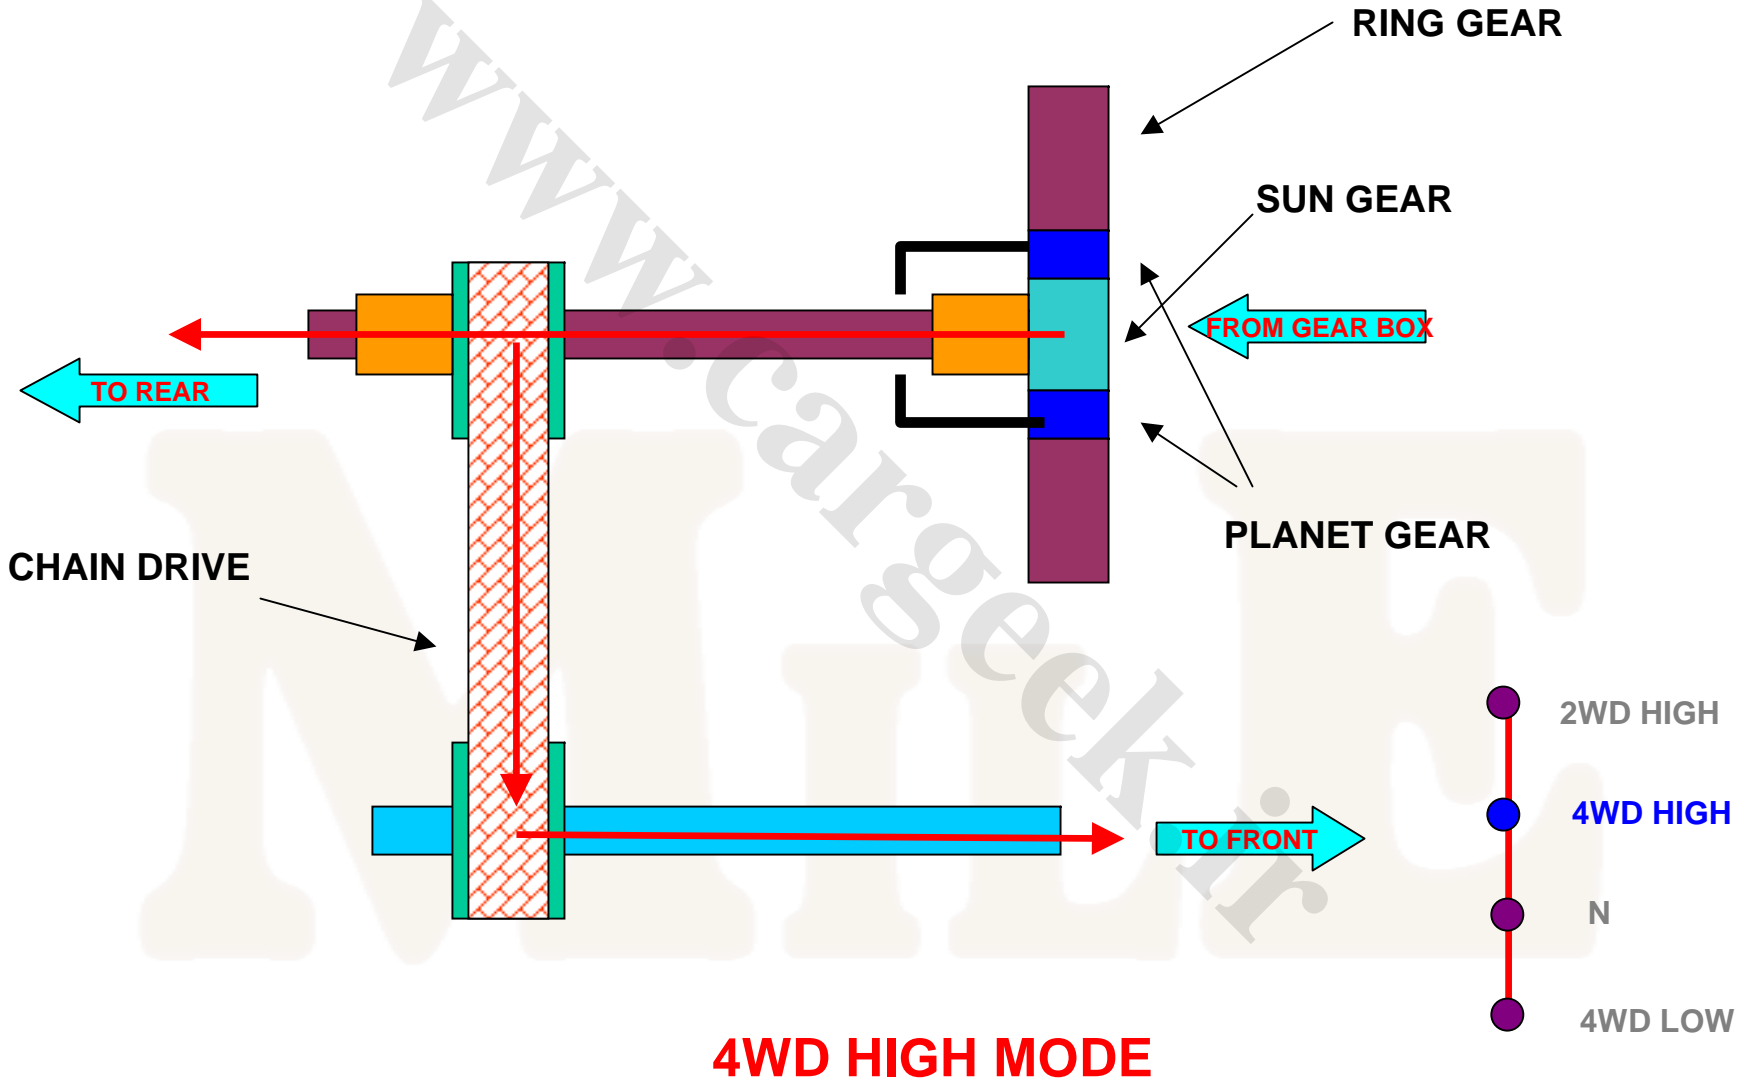 RING GEAR
SUN GEAR
FROM GEAR BOX
TO REAR
PLANET GEAR
CHAIN DRIVE
2WD HIGH
4WD HIGH
TO FRONT
N
4WD LOW
4WD HIGH MODE
www.cargeek.ir
MILE